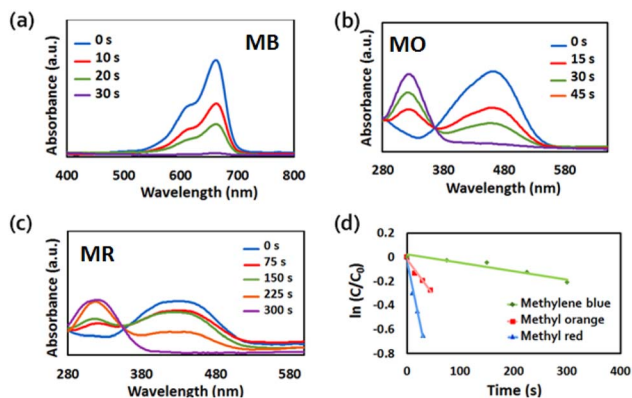 (a)
MB
0 s
10 s
20 s
30 s
Absorbance (a.u.)
400 500 600 700 800
Wavelength (nm)
(b)
MO
0 s
15 s
30 s
45 s
Absorbance (a.u.)
280 380 480 580
Wavelength (nm)
(c)
MR
0 s
75 s
150 s
225 s
300 s
Absorbance (a.u.)
280 380 480 600
Wavelength (nm)
(d)
0.2
0
-0.2
-0.4
-0.6
-0.8
ln (C/C0)
Methylene blue
Methyl orange
Methyl red
0 100 200 300 400
Time (s)